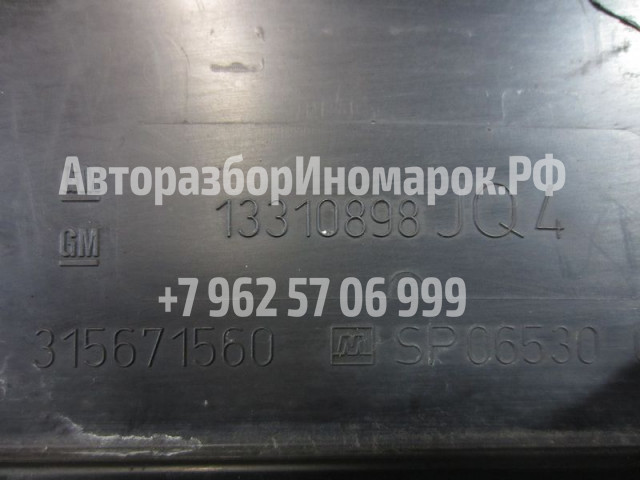 АвторазборИномарок.РФ
13310898 JQ4
GM
+7 962 57 06 999
315671560 SP06530